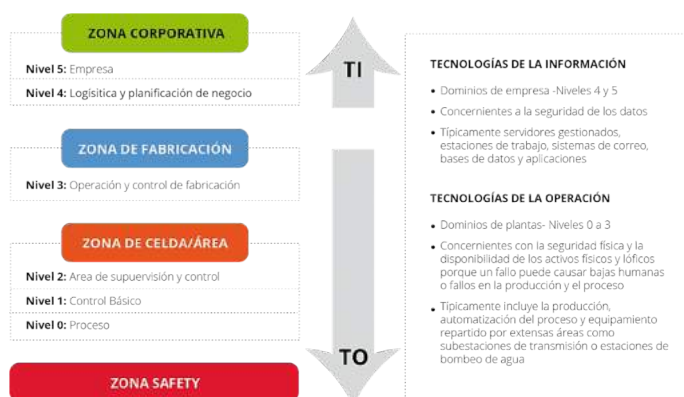 ZONA CORPORATIVA
Nivel 5: Empresa
Nivel 4: Logísitica y planificación de negocio
ZONA DE FABRICACIÓN
Nivel 3: Operación y control de fabricación
ZONA DE CELDA/ÁREA
Nivel 2: Area de supuervisión y control
Nivel 1: Control Básico
Nivel 0: Proceso
ZONA SAFETY
TI
TO
TECNOLOGÍAS DE LA INFORMACIÓN
• Dominios de empresa -Niveles 4 y 5
• Concernientes a la seguridad de los datos
• Típicamente servidores gestionados,
estaciones de trabajo, sistemas de correo,
bases de datos y aplicaciones
TECNOLOGÍAS DE LA OPERACIÓN
• Dominios de plantas- Niveles 0 a 3
• Concernientes con la seguridad física y la
disponibilidad de los activos físicos y lóficos
porque un fallo puede causar bajas humanas
o fallos en la producción y el proceso
• Típicamente incluye la producción,
automatización del proceso y equipamiento
repartido por extensas áreas como
subestaciones de transmisión o estaciones de
bombeo de agua